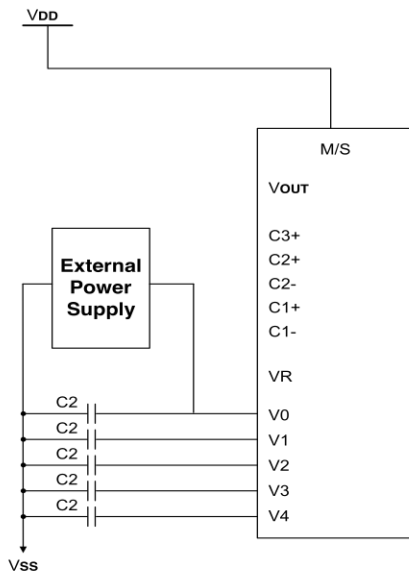 VDD
M/S
VOUT
C3+
C2+
C2-
C1+
C1-
External
Power
Supply
VR
C2 V0
C2 V1
C2 V2
C2 V3
C2 V4
Vss